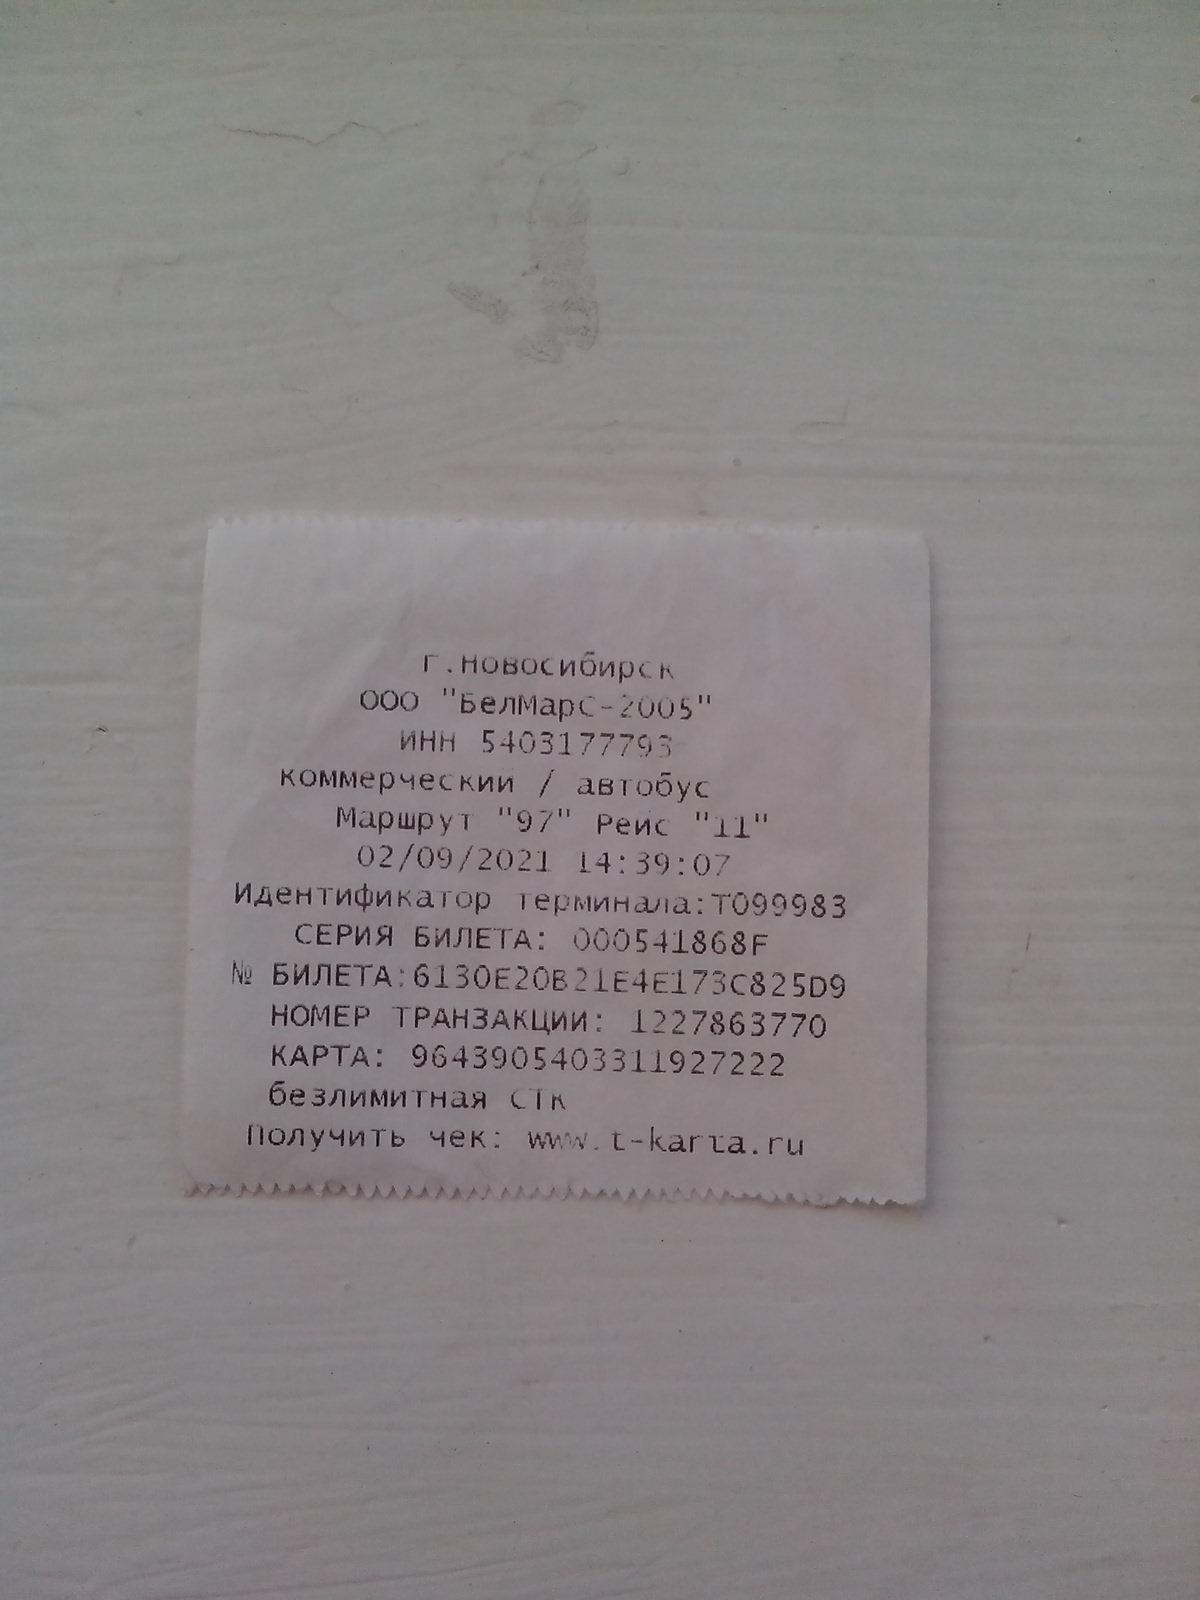 г.Новосибирск
ООО "БелМарС-2005"
ИНН 5403177793
коммерческий / автобус
Маршрут "97" Рейс "11"
02/09/2021 14:39:07
Идентификатор терминала:T099983
СЕРИЯ БИЛЕТА: 000541868F
№ БИЛЕТА:6130E20B21E4E173C825D9
НОМЕР ТРАНЗАКЦИИ: 1227863770
КАРТА: 9643905403311927222
безлимитная СТК
Получить чек: www.t-karta.ru